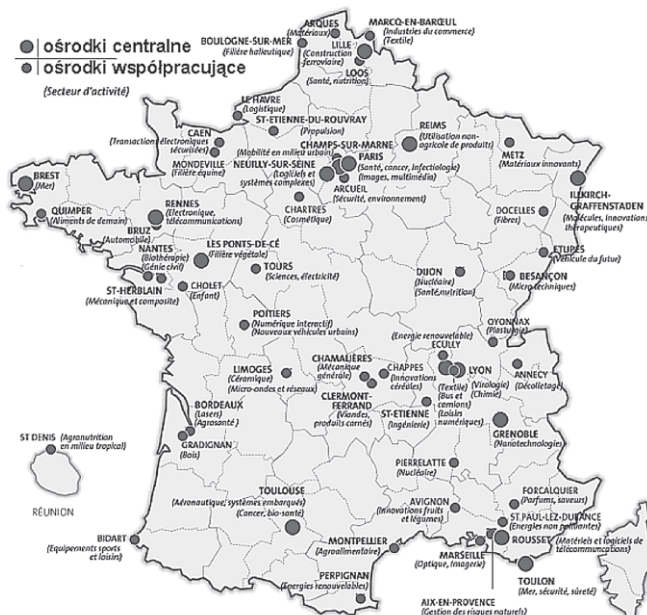 ośrodki centralne
ośrodki współpracujące
(Secteur d'activité)
ARQUES
(Matériaux)
MARCQ-EN-BARŒUL
(Industries du commerce)
(Textile)
BOULOGNE-SUR-MER
(Filière halieutique)
LILLE
(Construction
ferroviaire)
LOOS
(Santé, nutrition)
LE HAVRE
(Logistique)
ST-ETIENNE-DU-ROUVRAY
(Propulsion)
REIMS
(Utilisation non-
agricole de produits)
CAEN
(Transactions électroniques
sécurisées)
CHAMPS-SUR-MARNE
(Mobilité en milieu urbain)
METZ
(Matériaux innovants)
MONDEVILLE
(Filière équine)
NEUILLY-SUR-SEINE
(Logiciels et
systèmes complexes)
PARIS
(Santé, cancer, infectiologie)
(Images, multimédia)
ARCUEIL
(Sécurité, environnement)
BREST
(Mer)
ILLKIRCH-
GRAFFENSTADEN
(Molécules, innovations
thérapeutiques)
QUIMPER
(Aliments de demain)
RENNES
(Electronique,
télécommunications)
CHARTRES
(Cosmétique)
DOCELLES
(Fibres)
BRUZ
(Automobile)
NANTES
(Biothérapie)
(Génie civil)
LES PONTS-DE-CÉ
(Filière végétale)
ETUPES
(Véhicule du futur)
TOURS
(Sciences, électricité)
DIJON
(Nucléaire)
(Santé,nutrition)
BESANÇON
(Micro-techniques)
ST-HERBLAIN
(Mécanique et composite)
CHOLET
(Enfant)
POITIERS
(Numérique interactif)
(Nouveaux véhicules urbains)
OYONNAX
(Plasturgie)
(Energie renouvelable)
ECULLY
LIMOGES
(Céramique)
(Micro-ondes et réseaux)
CHAMALIÈRES
(Mécanique
générale)
CHAPPES
(Innovations
céréales)
LYON
(Virologie)
(Chimie)
(Textile)
(Bus et
camions)
(Loisirs
numériques)
ANNECY
(Décolletage)
CLERMONT-
FERRAND
(Viandes,
produits carnés)
ST-ETIENNE
(Ingénierie)
BORDEAUX
(Lasers)
(Agrosanté)
GRADIGNAN
(Bois)
GRENOBLE
(Nanotechnologie)
ST DENIS (Agronutrition
en milieu tropical)
RÉUNION
PIERRELATTE
(Nucléaire)
TOULOUSE
(Aéronautique, systèmes embarqués)
(Cancer, bio-santé)
AVIGNON
(Innovations fruits
et légumes)
FORCALQUIER
(Parfums, saveurs)
ST PAUL-LEZ-DURANCE
(Energies non polluantes)
BIDART
(Equipements sports
et loisirs)
MONTPELLIER
(Agroalimentaire)
ROUSSET
(Matériels et logiciels de
télécommunications)
MARSEILLE
(Optique, Imagerie)
PERPIGNAN
(Energies renouvelables)
TOULON
(Mer, sécurité, sûreté)
AIX-EN-PROVENCE
(Gestion des risques naturels)